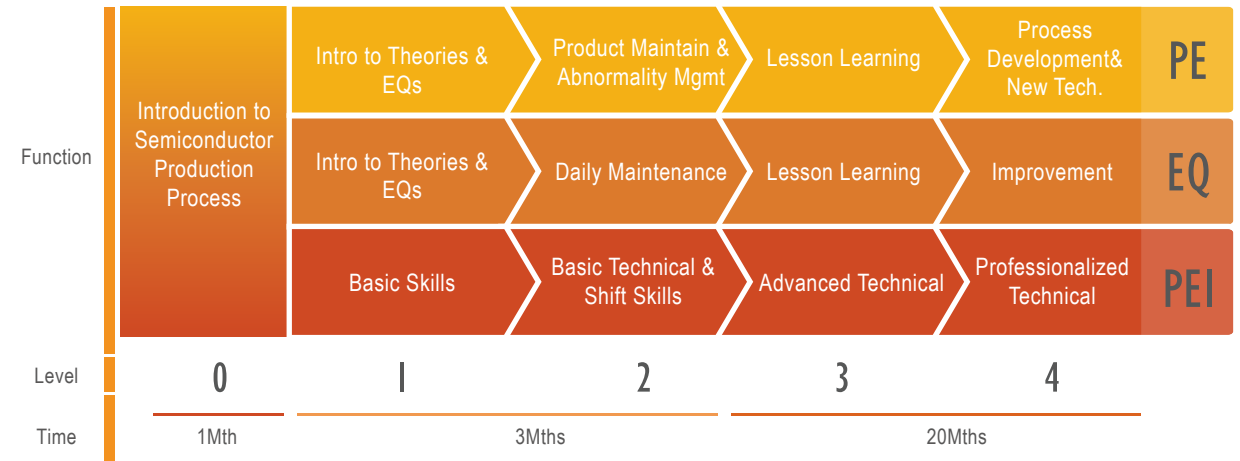 Function
Introduction to
Semiconductor
Production
Process
Intro to Theories &
EQs
Product Maintain &
Abnormality Mgmt
Lesson Learning
Process
Development&
New Tech.
PE
Intro to Theories &
EQs
Daily Maintenance
Lesson Learning
Improvement
EQ
Basic Skills
Basic Technical &
Shift Skills
Advanced Technical
Professionalized
Technical
PEI
Level
0
1
2
3
4
Time
1Mth
3Mths
20Mths